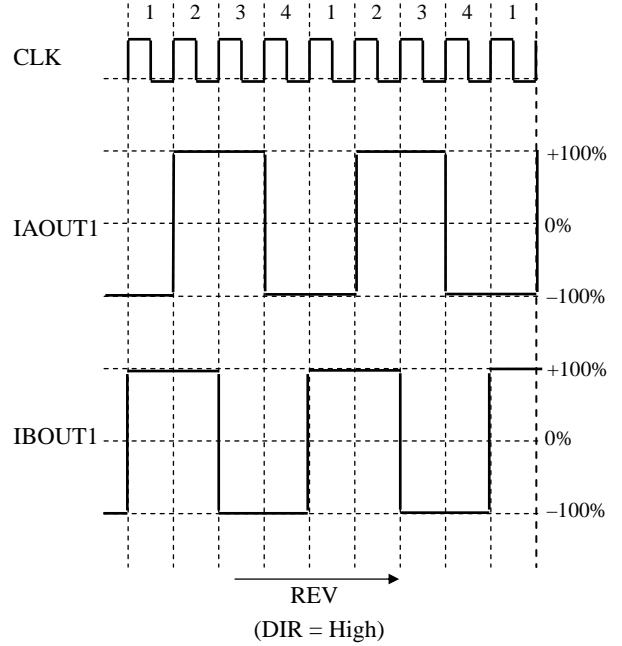 1 2 3 4 1 2 3 4 1
CLK
+100%
IAOUT1
0%
–100%
+100%
IBOUT1
0%
–100%
REV
(DIR = High)